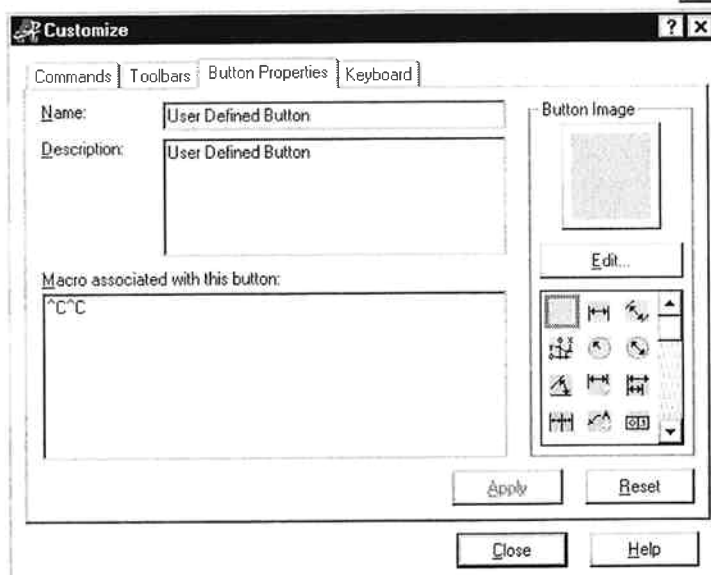 Customize
Commands Toolbars Button Properties Keyboard
Name: User Defined Button
Description: User Defined Button
Button Image
Edit...
Macro associated with this button:
^C^C
Apply Reset
Close Help